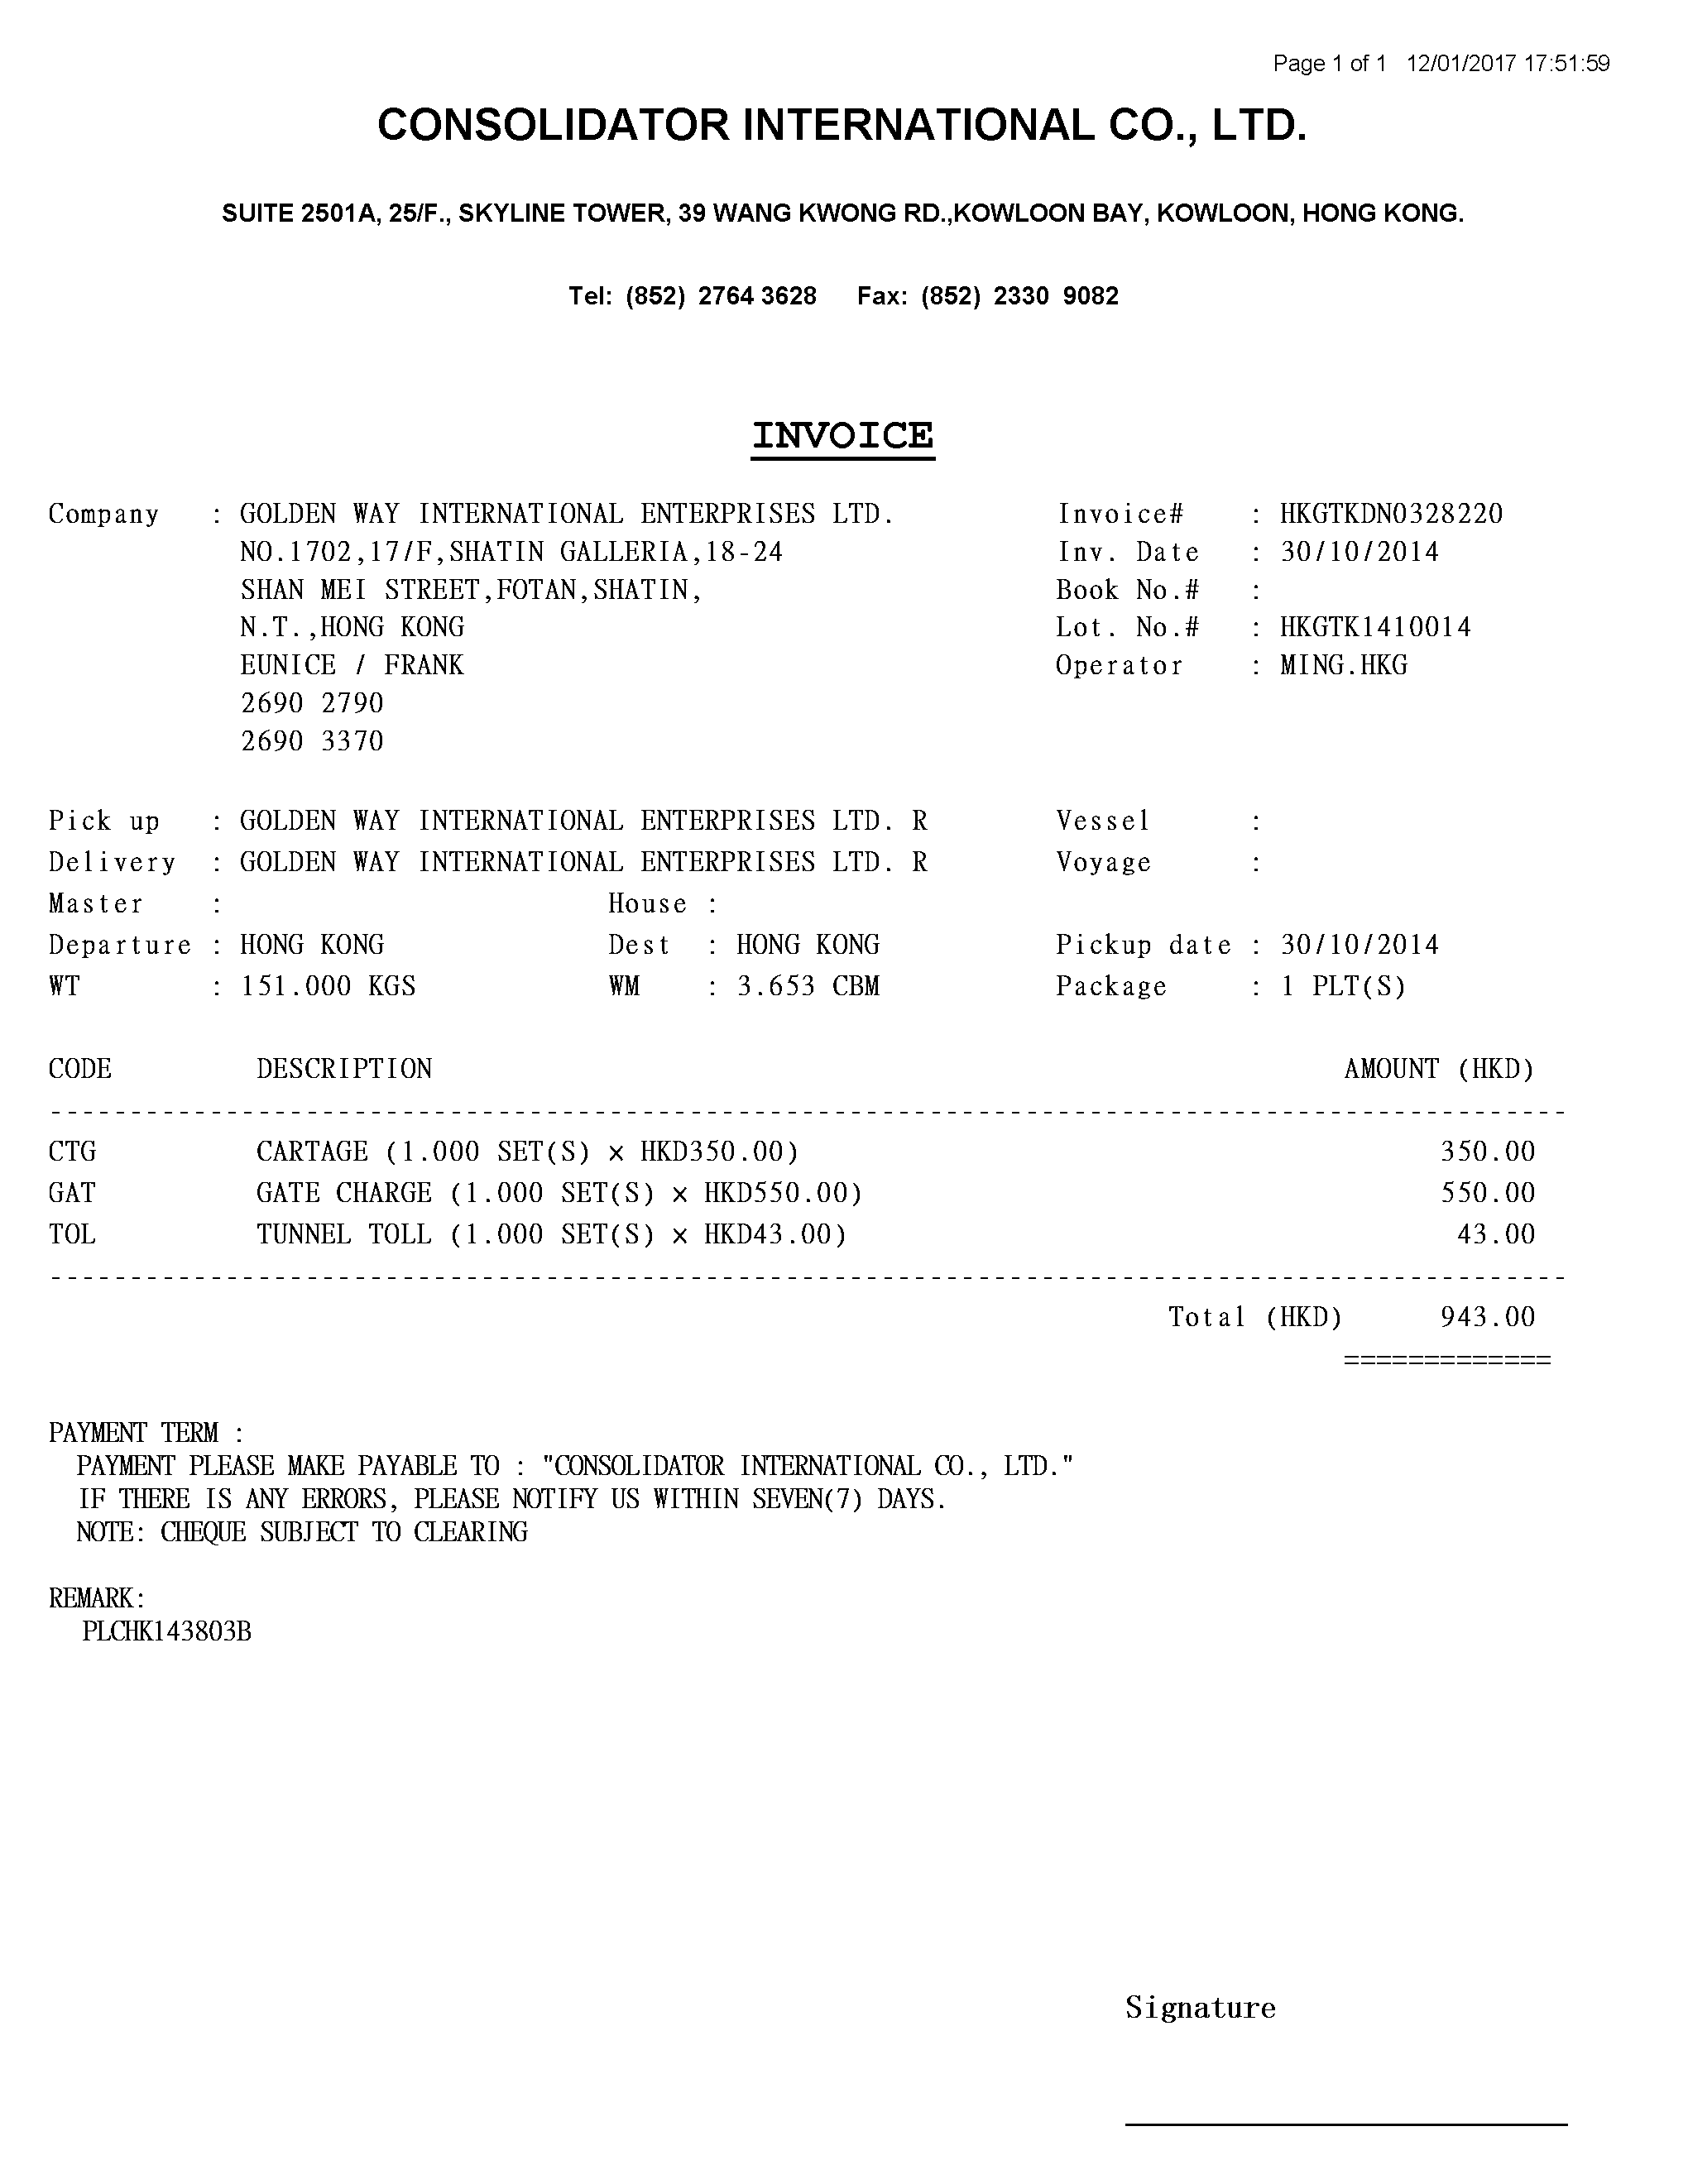 Page 1 of 1 12/01/2017 17:51:59
CONSOLIDATOR INTERNATIONAL CO., LTD.
SUITE 2501A, 25/F., SKYLINE TOWER, 39 WANG KWONG RD.,KOWLOON BAY, KOWLOON, HONG KONG.
Tel: (852) 2764 3628 Fax: (852) 2330 9082
INVOICE
Company : GOLDEN WAY INTERNATIONAL ENTERPRISES LTD. Invoice# : HKGTKDN0328220
NO.1702,17/F,SHATIN GALLERIA,18-24 Inv. Date : 30/10/2014
SHAN MEI STREET,FOTAN,SHATIN, Book No.# :
N.T.,HONG KONG Lot. No.# : HKGTK1410014
EUNICE / FRANK Operator : MING.HKG
2690 2790
2690 3370
Pick up : GOLDEN WAY INTERNATIONAL ENTERPRISES LTD. R Vessel :
Delivery : GOLDEN WAY INTERNATIONAL ENTERPRISES LTD. R Voyage :
Master : House :
Departure : HONG KONG Dest : HONG KONG Pickup date : 30/10/2014
WT : 151.000 KGS WM : 3.653 CBM Package : 1 PLT(S)
CODE DESCRIPTION AMOUNT (HKD)
CTG CARTAGE (1.000 SET(S) x HKD350.00) 350.00
GAT GATE CHARGE (1.000 SET(S) x HKD550.00) 550.00
TOL TUNNEL TOLL (1.000 SET(S) x HKD43.00) 43.00
Total (HKD) 943.00
=============
PAYMENT TERM :
PAYMENT PLEASE MAKE PAYABLE TO : "CONSOLIDATOR INTERNATIONAL CO., LTD."
IF THERE IS ANY ERRORS, PLEASE NOTIFY US WITHIN SEVEN(7) DAYS.
NOTE: CHEQUE SUBJECT TO CLEARING
REMARK:
PLCHK143803B
Signature